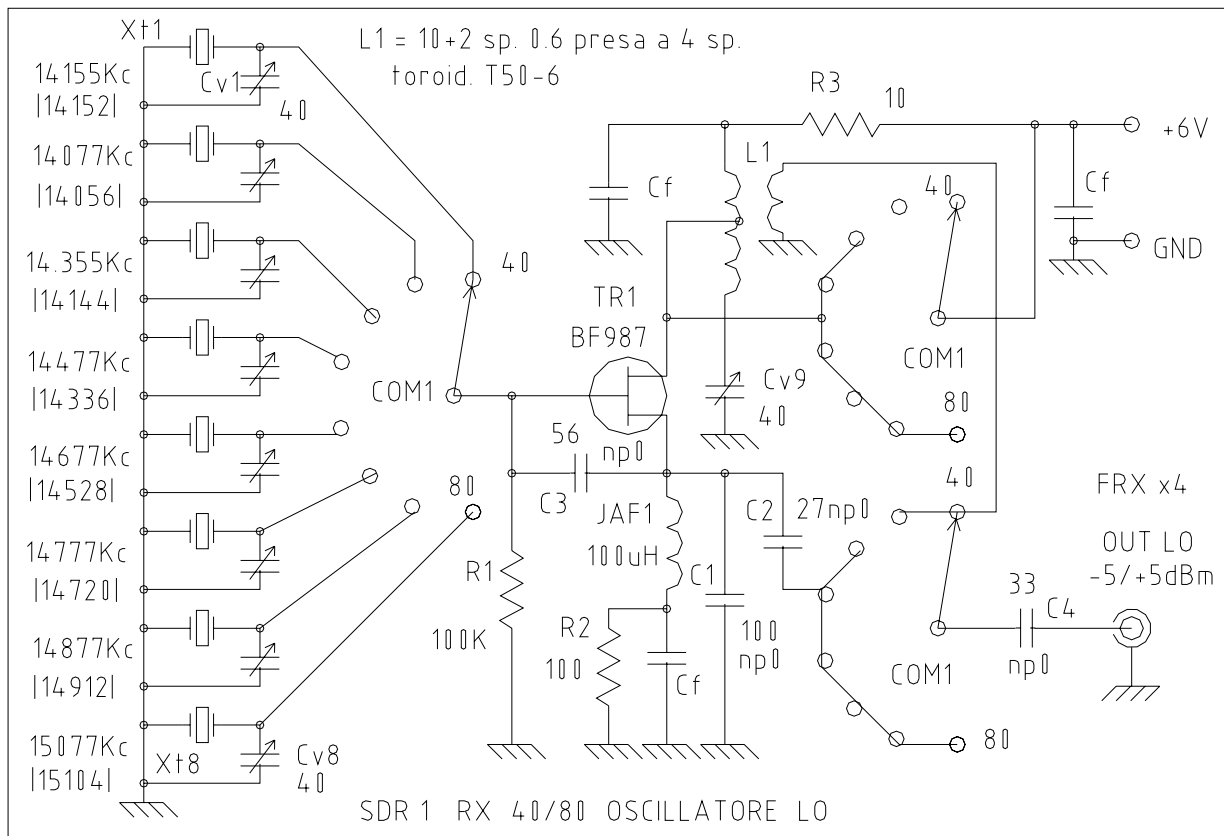 Xt1
L1 = 10+2 sp. 0.6 presa a 4 sp.
toroid. T50-6
14155Kc
|14152|
Cv1
40
14077Kc
|14056|
14.355Kc
|14144|
14477Kc
|14336|
14677Kc
|14528|
14777Kc
|14720|
14877Kc
|14912|
15077Kc
|15104|
Xt8
Cv8
40
40
COM1
80
R3
10
+6V
L1
Cf
40
Cf
GND
TR1
BF987
COM1
Cv9
40
80
56
np0
C3
JAF1
100uH
C2
27np0
40
FRX x4
OUT LO
-5/+5dBm
R1
100K
R2
100
C1
100
np0
Cf
33
C4
np0
COM1
80
SDR1 RX 40/80 OSCILLATORE LO